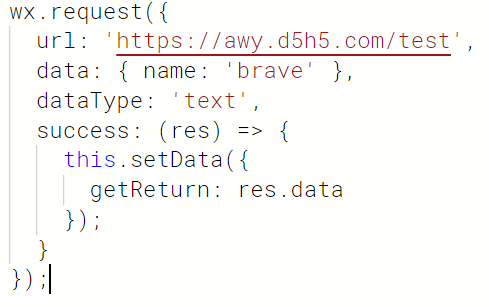 wx.request({
  url: 'https://awy.d5h5.com/test',
  data: { name: 'brave' },
  dataType: 'text',
  success: (res) => {
    this.setData({
      getReturn: res.data
    });
  }
});